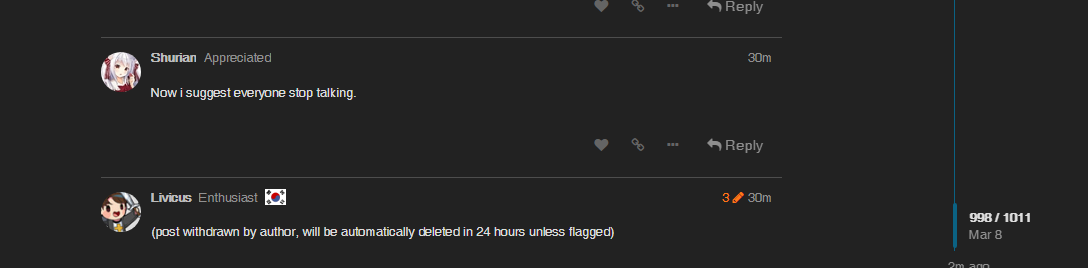 Reply
Shurian Appreciated 30m
Now i suggest everyone stop talking.
Reply
Livicus Enthusiast 3 30m
(post withdrawn by author, will be automatically deleted in 24 hours unless flagged)
998 / 1011
Mar 8
2m ago